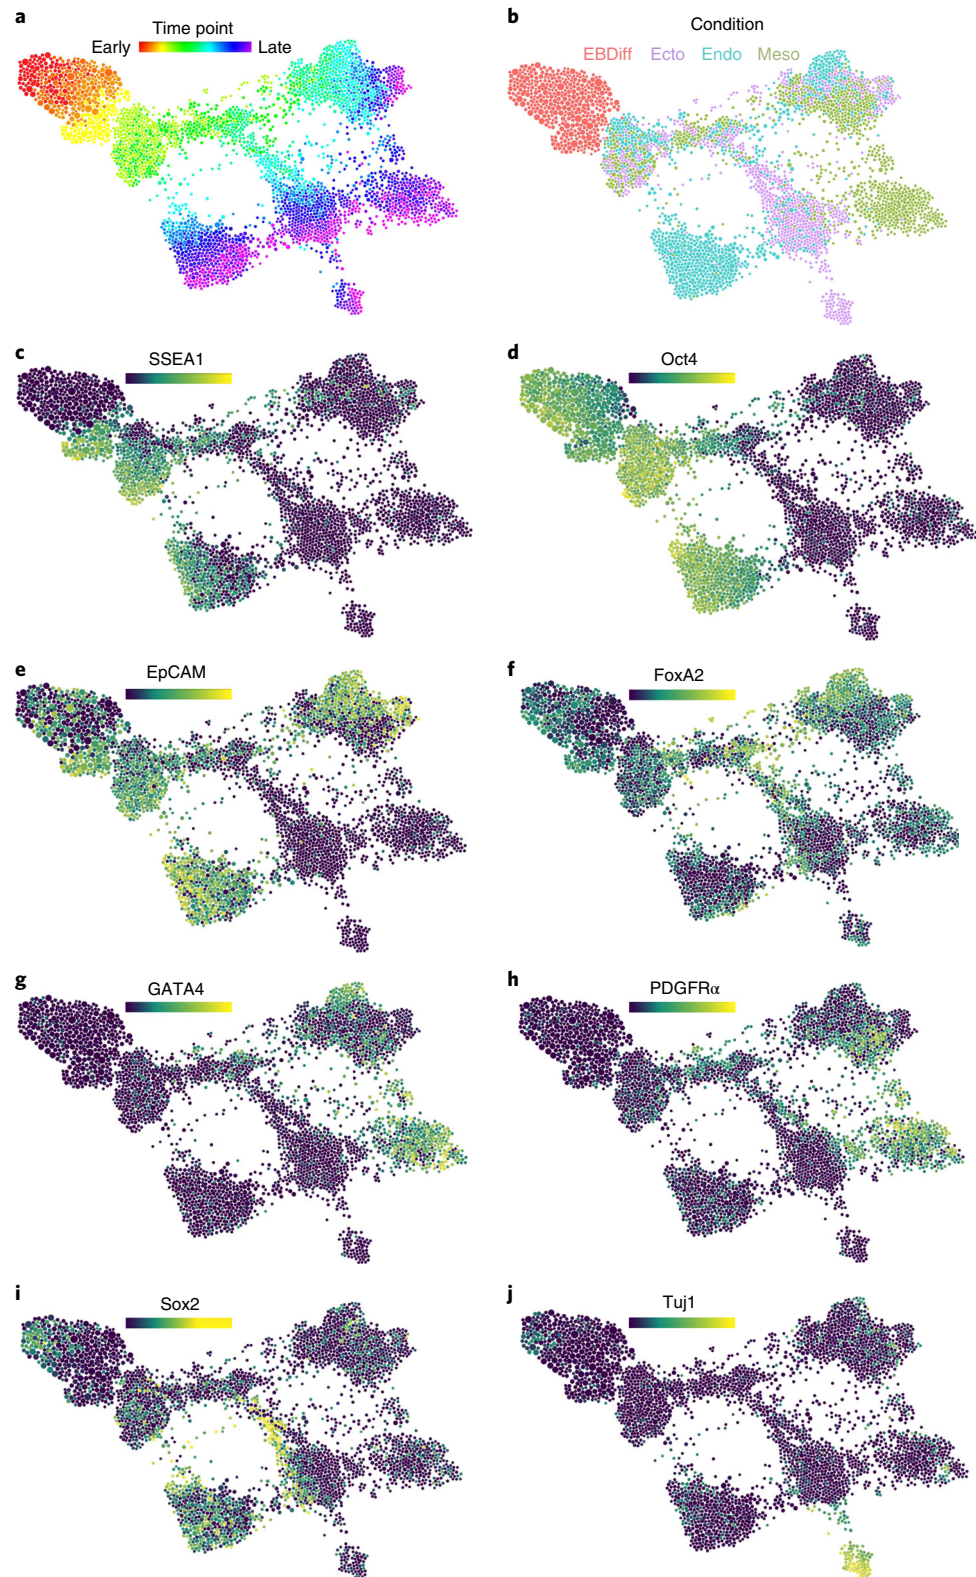 a
Time point
Early Late
b
Condition
EBDiff Ecto Endo Meso
c
SSEA1
d
Oct4
e
EpCAM
f
FoxA2
g
GATA4
h
PDGFRα
i
Sox2
j
Tuj1